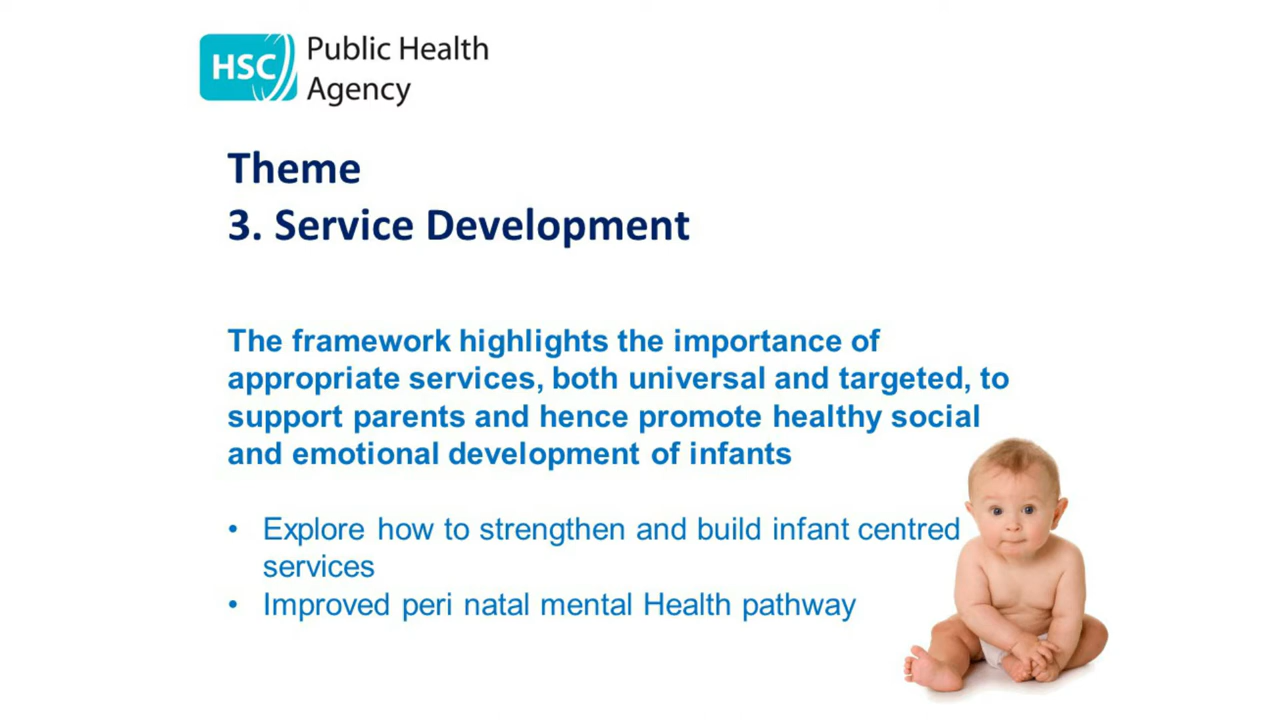 HSC Public Health
Agency
Theme
3. Service Development
The framework highlights the importance of
appropriate services, both universal and targeted, to
support parents and hence promote healthy social
and emotional development of infants
• Explore how to strengthen and build infant centred
services
• Improved peri natal mental Health pathway